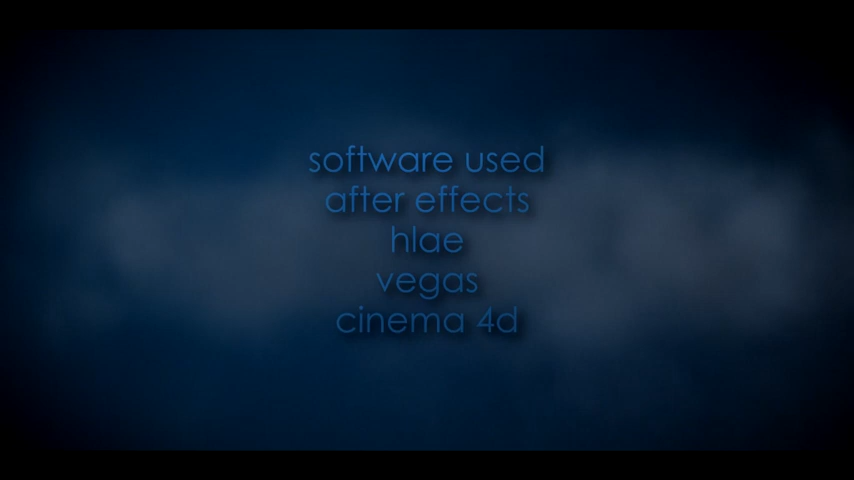 software used
after effects
hlae
vegas
cinema 4d